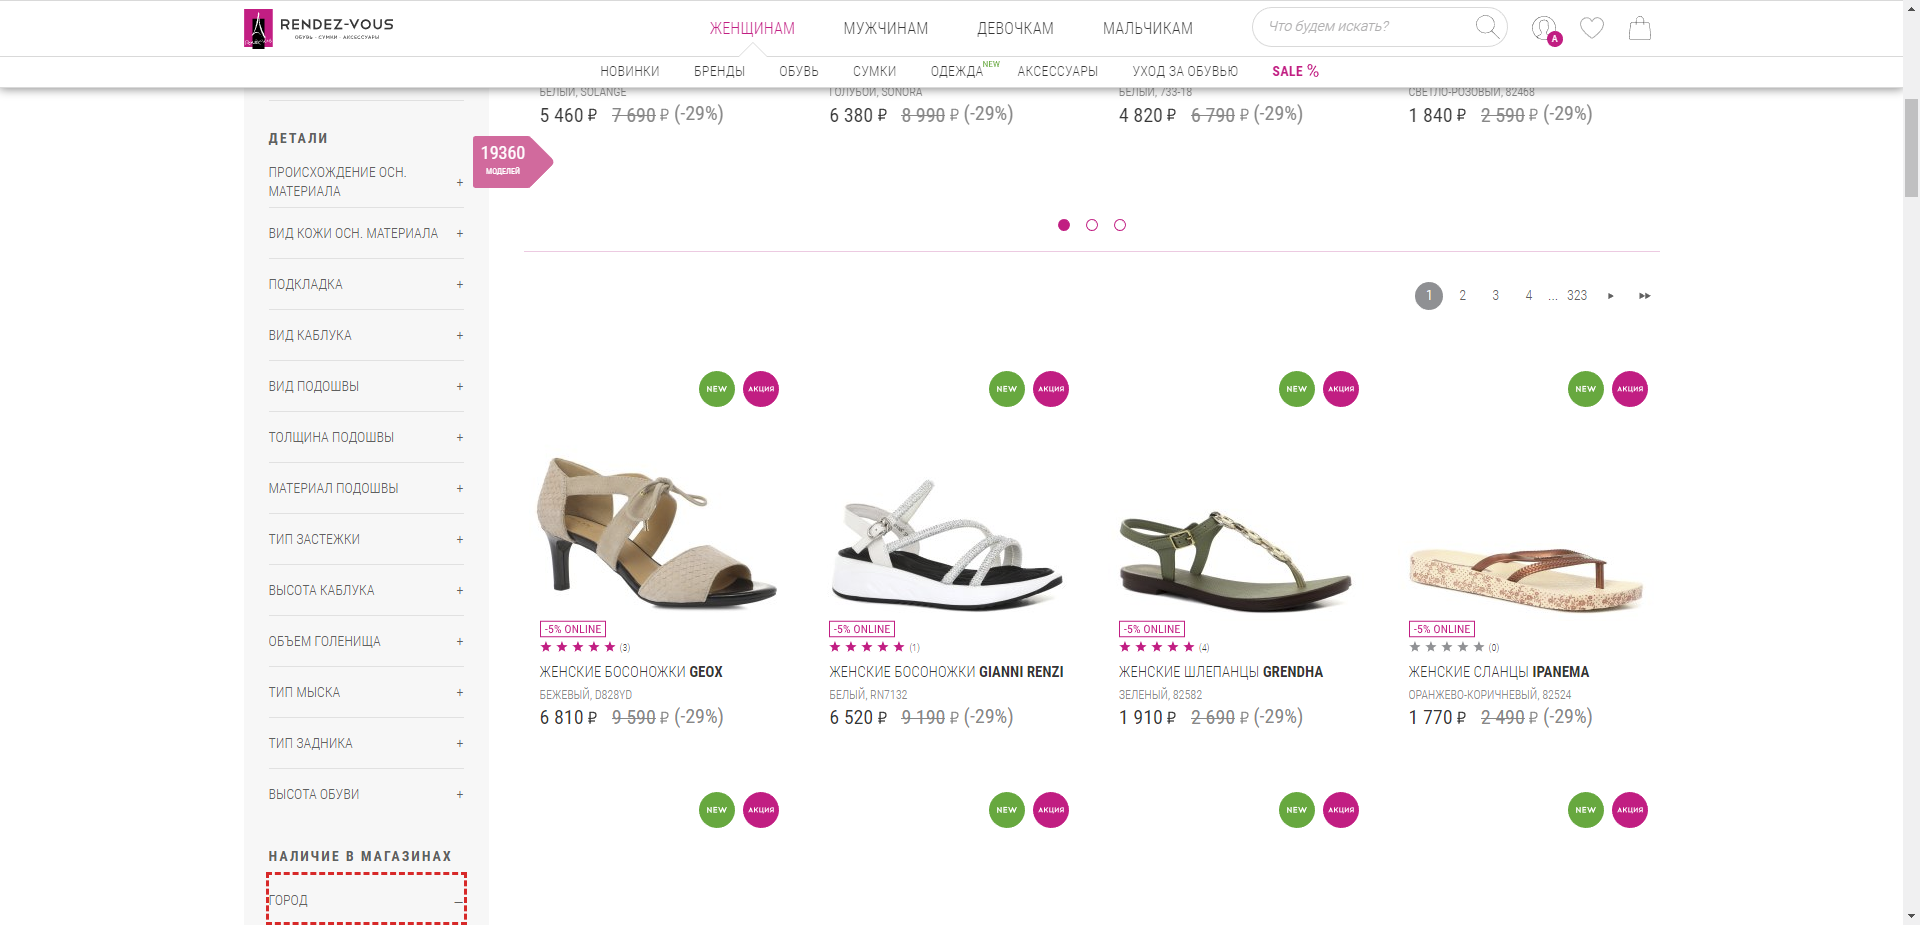 RENDEZ-VOUS
ОБУВЬ · СУМКИ · АКСЕССУАРЫ
ЖЕНЩИНАМ
МУЖЧИНАМ
ДЕВОЧКАМ
МАЛЬЧИКАМ
Что будем искать?
A
НОВИНКИ
БРЕНДЫ
ОБУВЬ
СУМКИ
ОДЕЖДА NEW
АКСЕССУАРЫ
УХОД ЗА ОБУВЬЮ
SALE %
БЕЛЫЙ, SOLANGE
5 460 ₽ 7 690 ₽ (-29%)
ГОЛУБОЙ, SONORA
6 380 ₽ 8 990 ₽ (-29%)
БЕЛЫЙ, 733-18
4 820 ₽ 6 790 ₽ (-29%)
СВЕТЛО-РОЗОВЫЙ, 82468
1 840 ₽ 2 590 ₽ (-29%)
ДЕТАЛИ
ПРОИСХОЖДЕНИЕ ОСН.
МАТЕРИАЛА +
ВИД КОЖИ ОСН. МАТЕРИАЛА +
ПОДКЛАДКА +
ВИД КАБЛУКА +
ВИД ПОДОШВЫ +
ТОЛЩИНА ПОДОШВЫ +
МАТЕРИАЛ ПОДОШВЫ +
ТИП ЗАСТЕЖКИ +
ВЫСОТА КАБЛУКА +
ОБЪЕМ ГОЛЕНИЩА +
ТИП МЫСКА +
ТИП ЗАДНИКА +
ВЫСОТА ОБУВИ +
НАЛИЧИЕ В МАГАЗИНАХ
ГОРОД –
19360
МОДЕЛЕЙ
1 2 3 4 ... 323
NEW АКЦИЯ
NEW АКЦИЯ
NEW АКЦИЯ
NEW АКЦИЯ
-5% ONLINE
(3)
ЖЕНСКИЕ БОСОНОЖКИ GEOX
БЕЖЕВЫЙ, D828YD
6 810 ₽ 9 590 ₽ (-29%)
-5% ONLINE
(1)
ЖЕНСКИЕ БОСОНОЖКИ GIANNI RENZI
БЕЛЫЙ, RN7132
6 520 ₽ 9 190 ₽ (-29%)
-5% ONLINE
(4)
ЖЕНСКИЕ ШЛЕПАНЦЫ GRENDHA
ЗЕЛЕНЫЙ, 82582
1 910 ₽ 2 690 ₽ (-29%)
-5% ONLINE
(0)
ЖЕНСКИЕ СЛАНЦЫ IPANEMA
ОРАНЖЕВО-КОРИЧНЕВЫЙ, 82524
1 770 ₽ 2 490 ₽ (-29%)
NEW АКЦИЯ
NEW АКЦИЯ
NEW АКЦИЯ
NEW АКЦИЯ